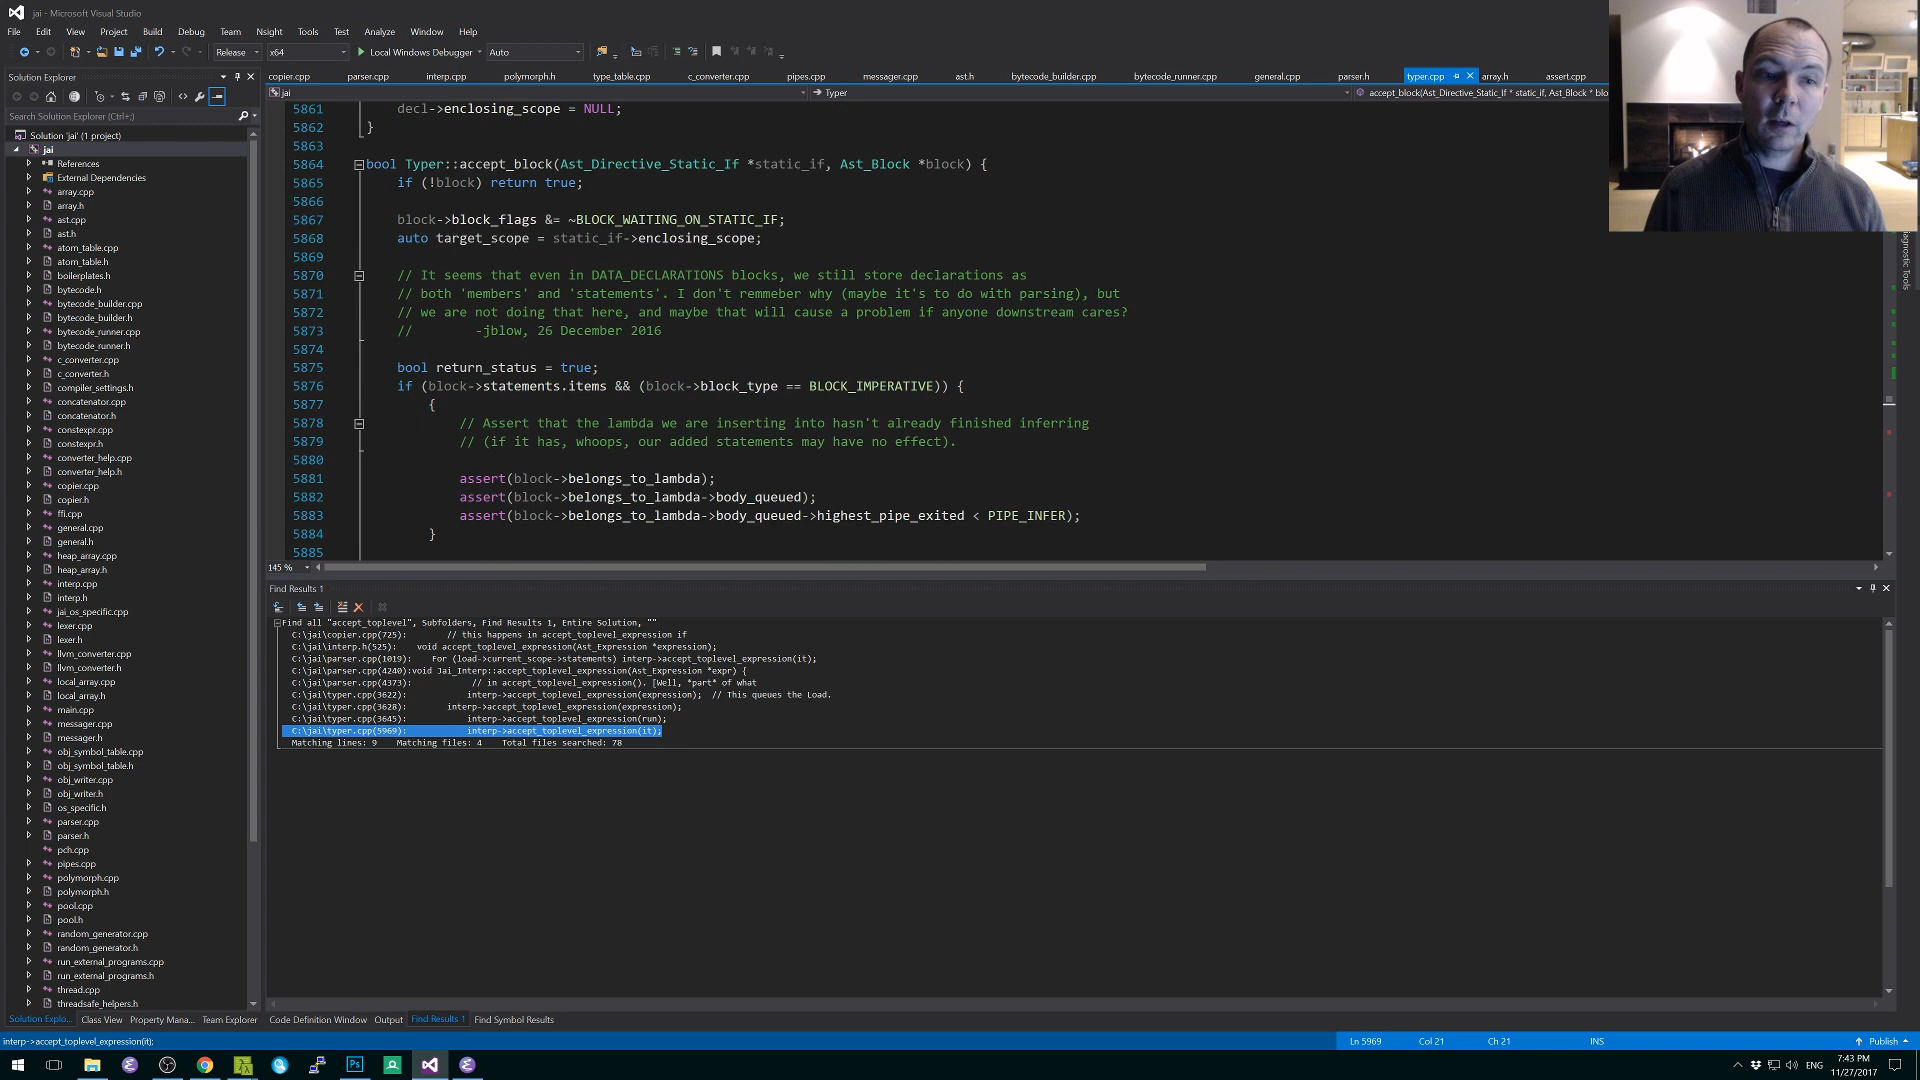 jai - Microsoft Visual Studio
File Edit View Project Build Debug Team Nsight Tools Test Analyze Window Help
Release x64 Local Windows Debugger Auto
Solution Explorer
copier.cpp parser.cpp interp.cpp polymorph.h type_table.cpp c_converter.cpp pipes.cpp messager.cpp ast.h bytecode_builder.cpp bytecode_runner.cpp general.cpp parser.h typer.cpp array.h assert.cpp
jai Typer accept_block(Ast_Directive_Static_If * static_if, Ast_Block * blo
Search Solution Explorer (Ctrl+;)
Solution 'jai' (1 project)
jai
References
External Dependencies
array.cpp
array.h
ast.cpp
ast.h
atom_table.cpp
atom_table.h
boilerplates.h
bytecode.h
bytecode_builder.cpp
bytecode_builder.h
bytecode_runner.cpp
bytecode_runner.h
c_converter.cpp
c_converter.h
compiler_settings.h
concatenator.cpp
concatenator.h
constexpr.cpp
constexpr.h
converter_help.cpp
converter_help.h
copier.cpp
copier.h
ffi.cpp
general.cpp
general.h
heap_array.cpp
heap_array.h
interp.cpp
interp.h
jai_os_specific.cpp
lexer.cpp
lexer.h
llvm_converter.cpp
llvm_converter.h
local_array.cpp
local_array.h
main.cpp
messager.cpp
messager.h
obj_symbol_table.cpp
obj_symbol_table.h
obj_writer.cpp
obj_writer.h
os_specific.h
parser.cpp
parser.h
pch.cpp
pipes.cpp
polymorph.cpp
polymorph.h
pool.cpp
pool.h
random_generator.cpp
random_generator.h
run_external_programs.cpp
run_external_programs.h
thread.cpp
threadsafe_helpers.h
5861 decl->enclosing_scope = NULL;
5862 }
5863
5864 bool Typer::accept_block(Ast_Directive_Static_If *static_if, Ast_Block *block) {
5865 if (!block) return true;
5866
5867 block->block_flags &= ~BLOCK_WAITING_ON_STATIC_IF;
5868 auto target_scope = static_if->enclosing_scope;
5869
5870 // It seems that even in DATA_DECLARATIONS blocks, we still store declarations as
5871 // both 'members' and 'statements'. I don't remmeber why (maybe it's to do with parsing), but
5872 // we are not doing that here, and maybe that will cause a problem if anyone downstream cares?
5873 // -jblow, 26 December 2016
5874
5875 bool return_status = true;
5876 if (block->statements.items && (block->block_type == BLOCK_IMPERATIVE)) {
5877 {
5878 // Assert that the lambda we are inserting into hasn't already finished inferring
5879 // (if it has, whoops, our added statements may have no effect).
5880
5881 assert(block->belongs_to_lambda);
5882 assert(block->belongs_to_lambda->body_queued);
5883 assert(block->belongs_to_lambda->body_queued->highest_pipe_exited < PIPE_INFER);
5884 }
5885
145 %
Diagnostic Tools
Find Results 1
Find all "accept_toplevel", Subfolders, Find Results 1, Entire Solution, ""
C:\jai\copier.cpp(725): // this happens in accept_toplevel_expression if
C:\jai\interp.h(525): void accept_toplevel_expression(Ast_Expression *expression);
C:\jai\parser.cpp(1019): For (load->current_scope->statements) interp->accept_toplevel_expression(it);
C:\jai\parser.cpp(4240):void Jai_Interp::accept_toplevel_expression(Ast_Expression *expr) {
C:\jai\parser.cpp(4373): // in accept_toplevel_expression(). [Well, *part* of what
C:\jai\typer.cpp(3622): interp->accept_toplevel_expression(expression); // This queues the Load.
C:\jai\typer.cpp(3628): interp->accept_toplevel_expression(expression);
C:\jai\typer.cpp(3645): interp->accept_toplevel_expression(run);
C:\jai\typer.cpp(5969): interp->accept_toplevel_expression(it);
Matching lines: 9 Matching files: 4 Total files searched: 78
Solution Explo... Class View Property Mana... Team Explorer Code Definition Window Output Find Results 1 Find Symbol Results
interp->accept_toplevel_expression(it); Ln 5969 Col 21 Ch 21 INS Publish
Ps
ENG 7:43 PM
11/27/2017